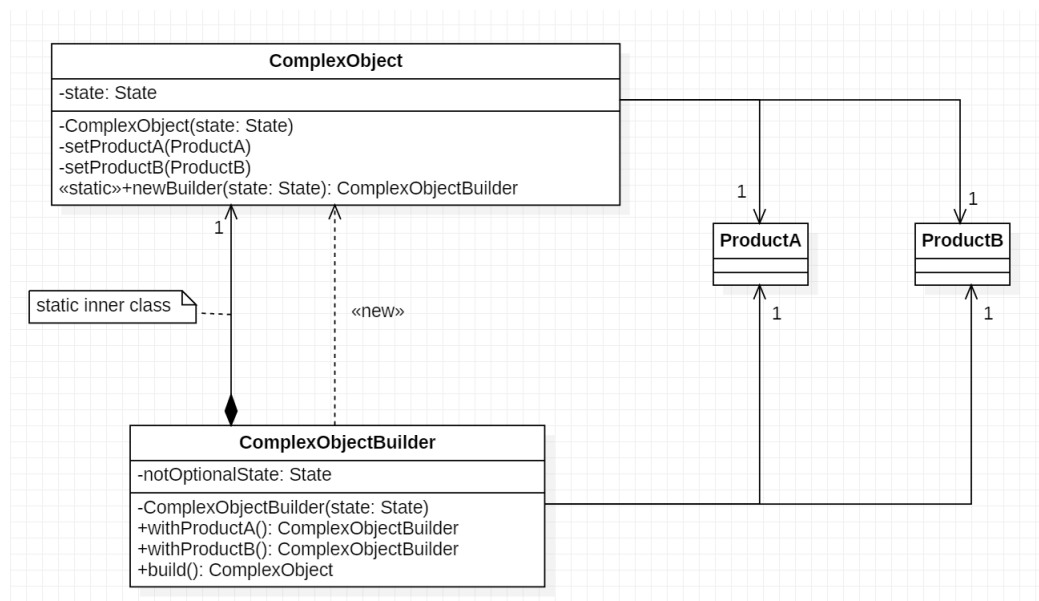 ComplexObject
-state: State
-ComplexObject(state: State)
-setProductA(ProductA)
-setProductB(ProductB)
«static»+newBuilder(state: State): ComplexObjectBuilder
1
1
1
ProductA
ProductB
static inner class
«new»
1
1
ComplexObjectBuilder
-notOptionalState: State
-ComplexObjectBuilder(state: State)
+withProductA(): ComplexObjectBuilder
+withProductB(): ComplexObjectBuilder
+build(): ComplexObject